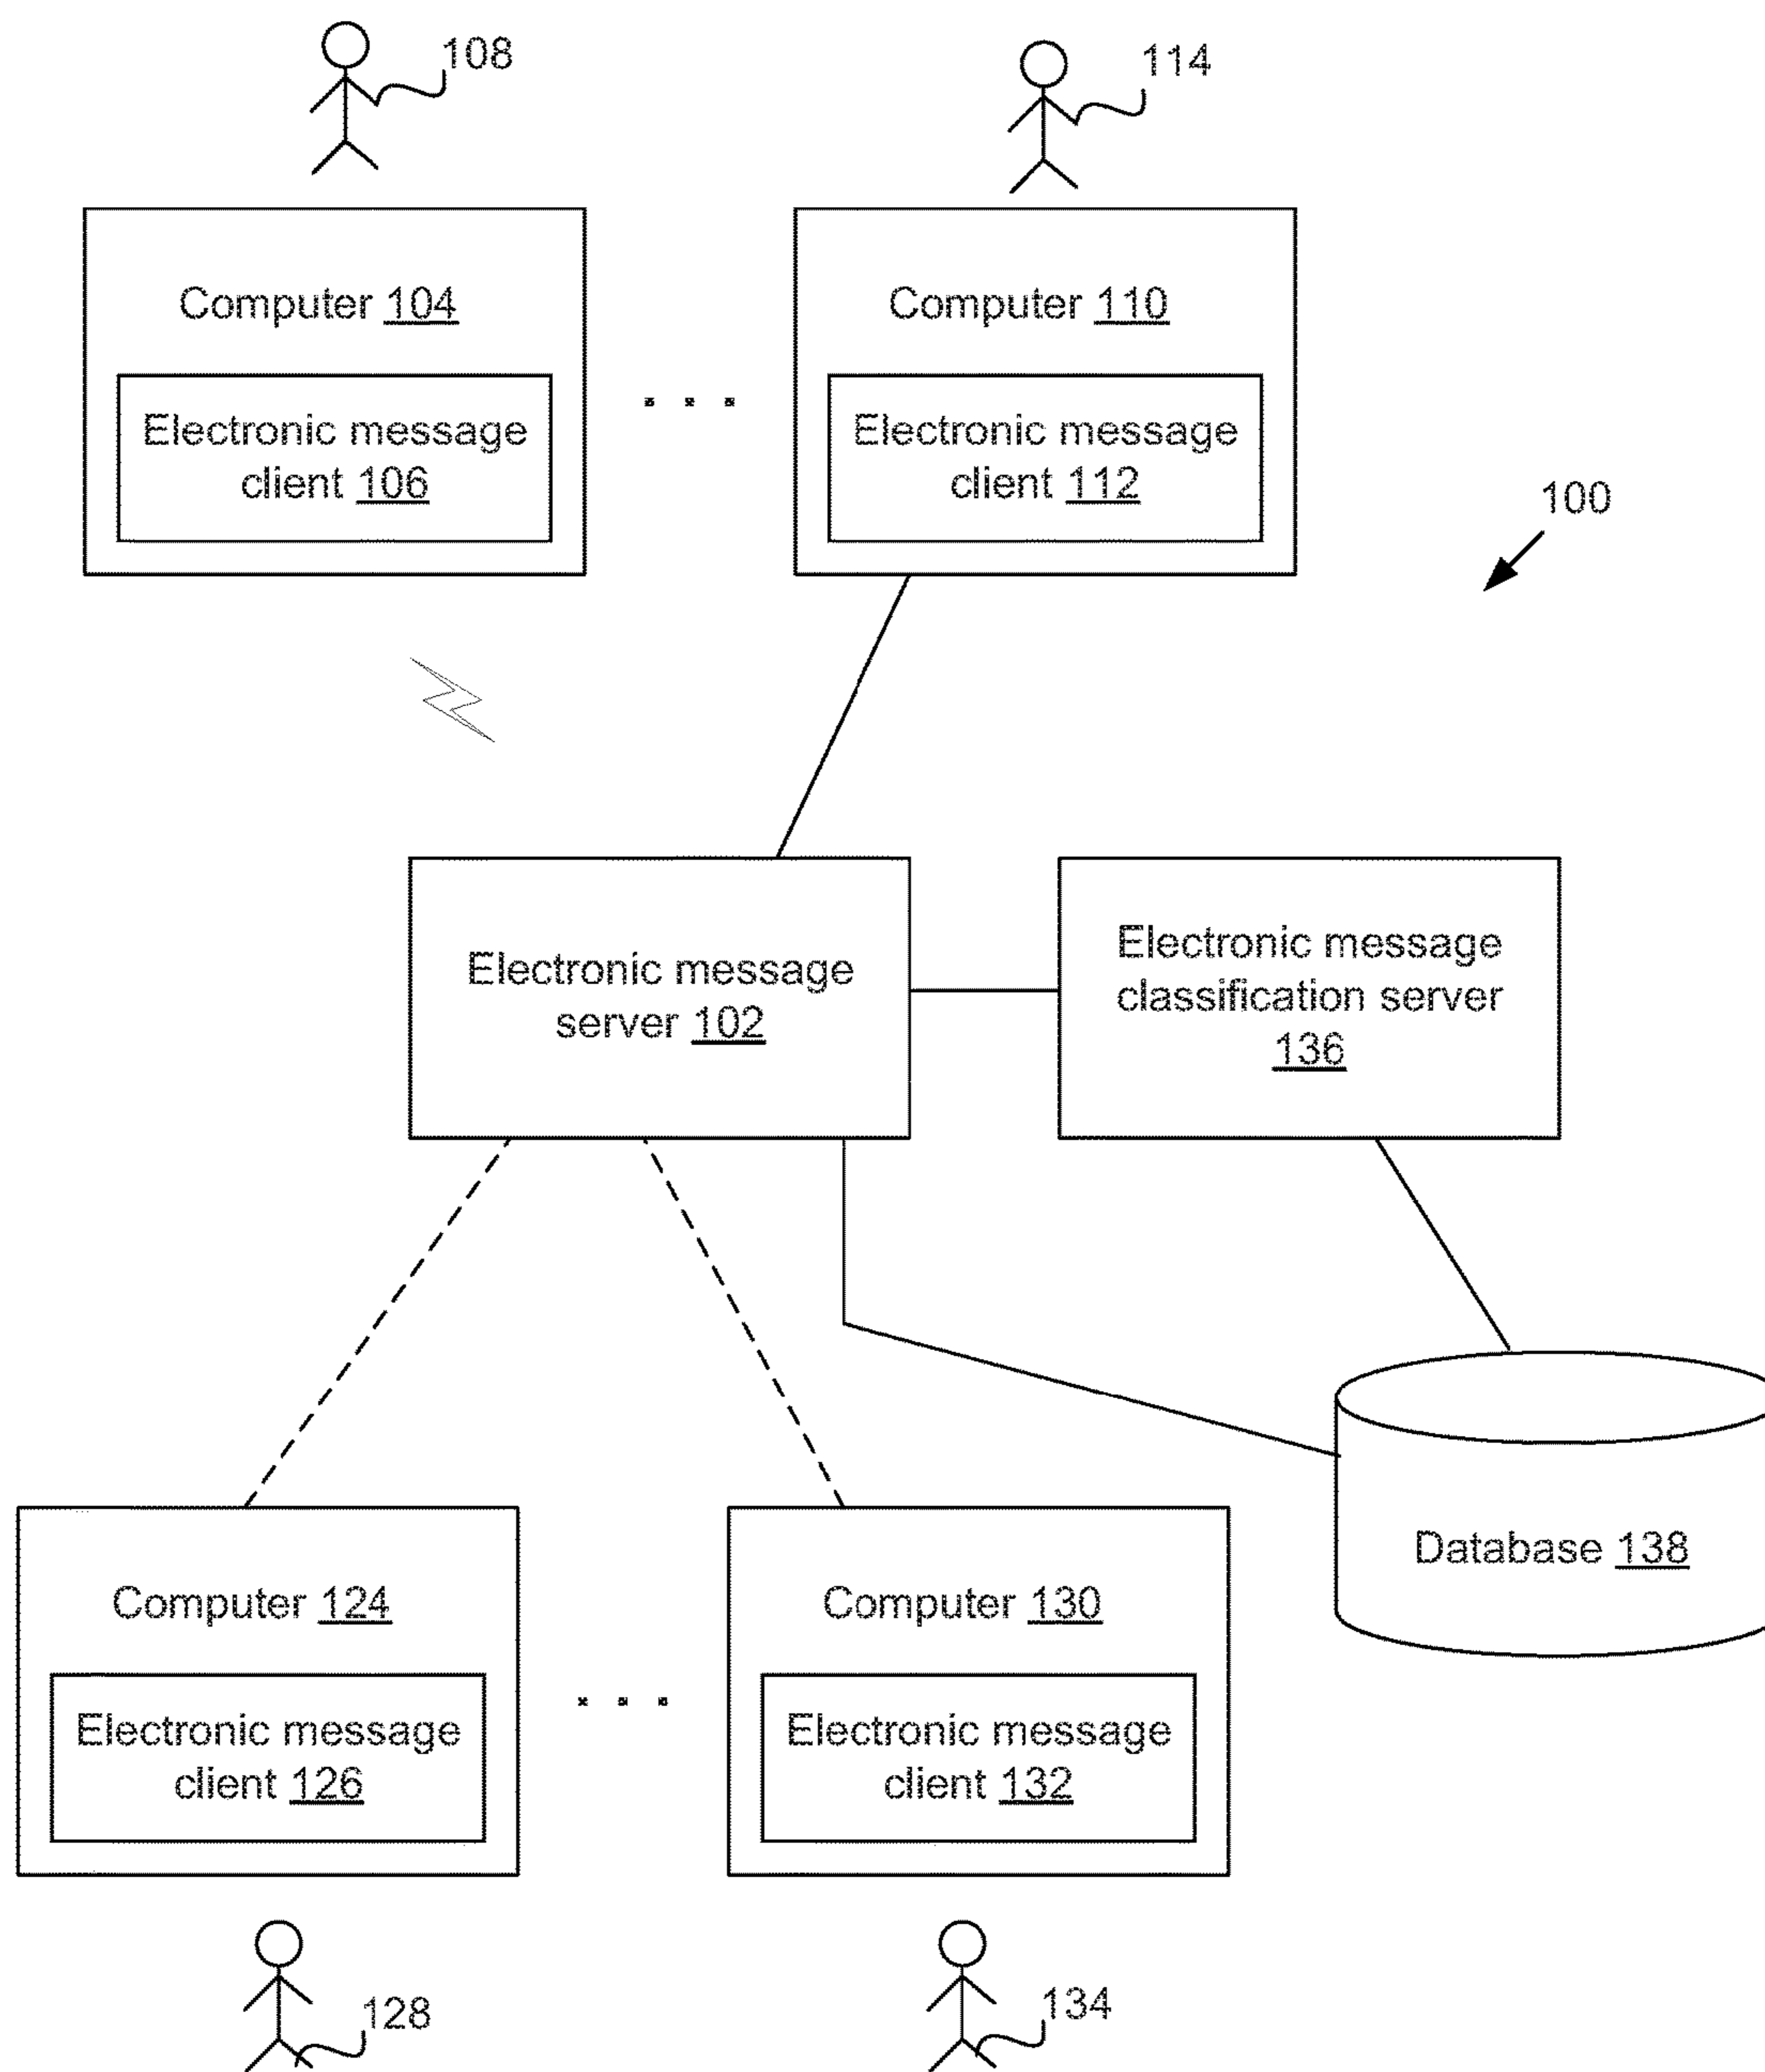 108
114
Computer 104
Electronic message
client 106
. . .
Computer 110
Electronic message
client 112
100
Electronic message
server 102
Electronic message
classification server
136
Database 138
Computer 124
Electronic message
client 126
. . .
Computer 130
Electronic message
client 132
128
134